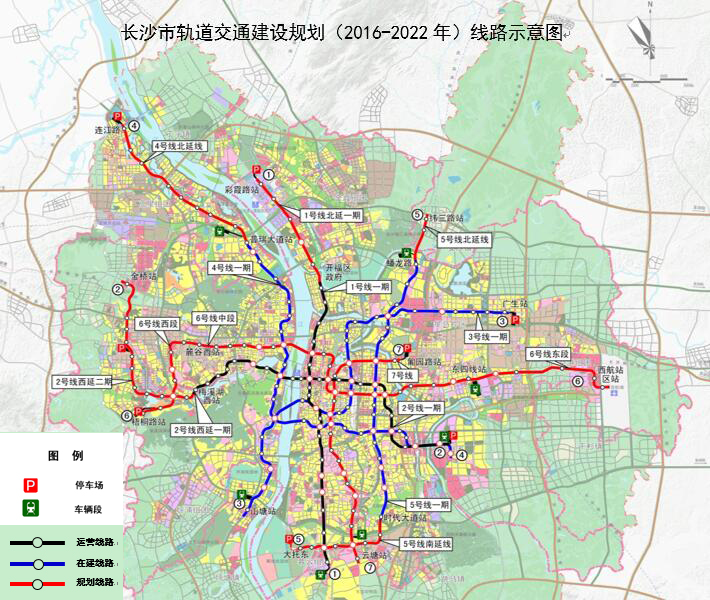 长沙市轨道交通建设规划（2016-2022 年）线路示意图
N
连江路
④
4号线北延线
彩霞路站
①
1号线北延一期
⑤
纬三路站
5号线北延线
普瑞大道站
蟠龙路
4号线一期
开福区
政府
金桥站
②
1号线一期
广生站
③
3号线一期
6号线西段
6号线中段
麓谷西站
⑦
鸭园路站
7号线
东四线站
6号线东段
西航站
区站
⑥
2号线西延二期
梅溪湖
西站
⑥
梧桐路站
2号线西延一期
2号线一期
②
④
图 例
P 停车场
车辆段
运营线路
在建线路
规划线路
③
山塘站
5号线一期
时代大道站
5号线南延线
⑤
大托东
云塘站
①
⑦